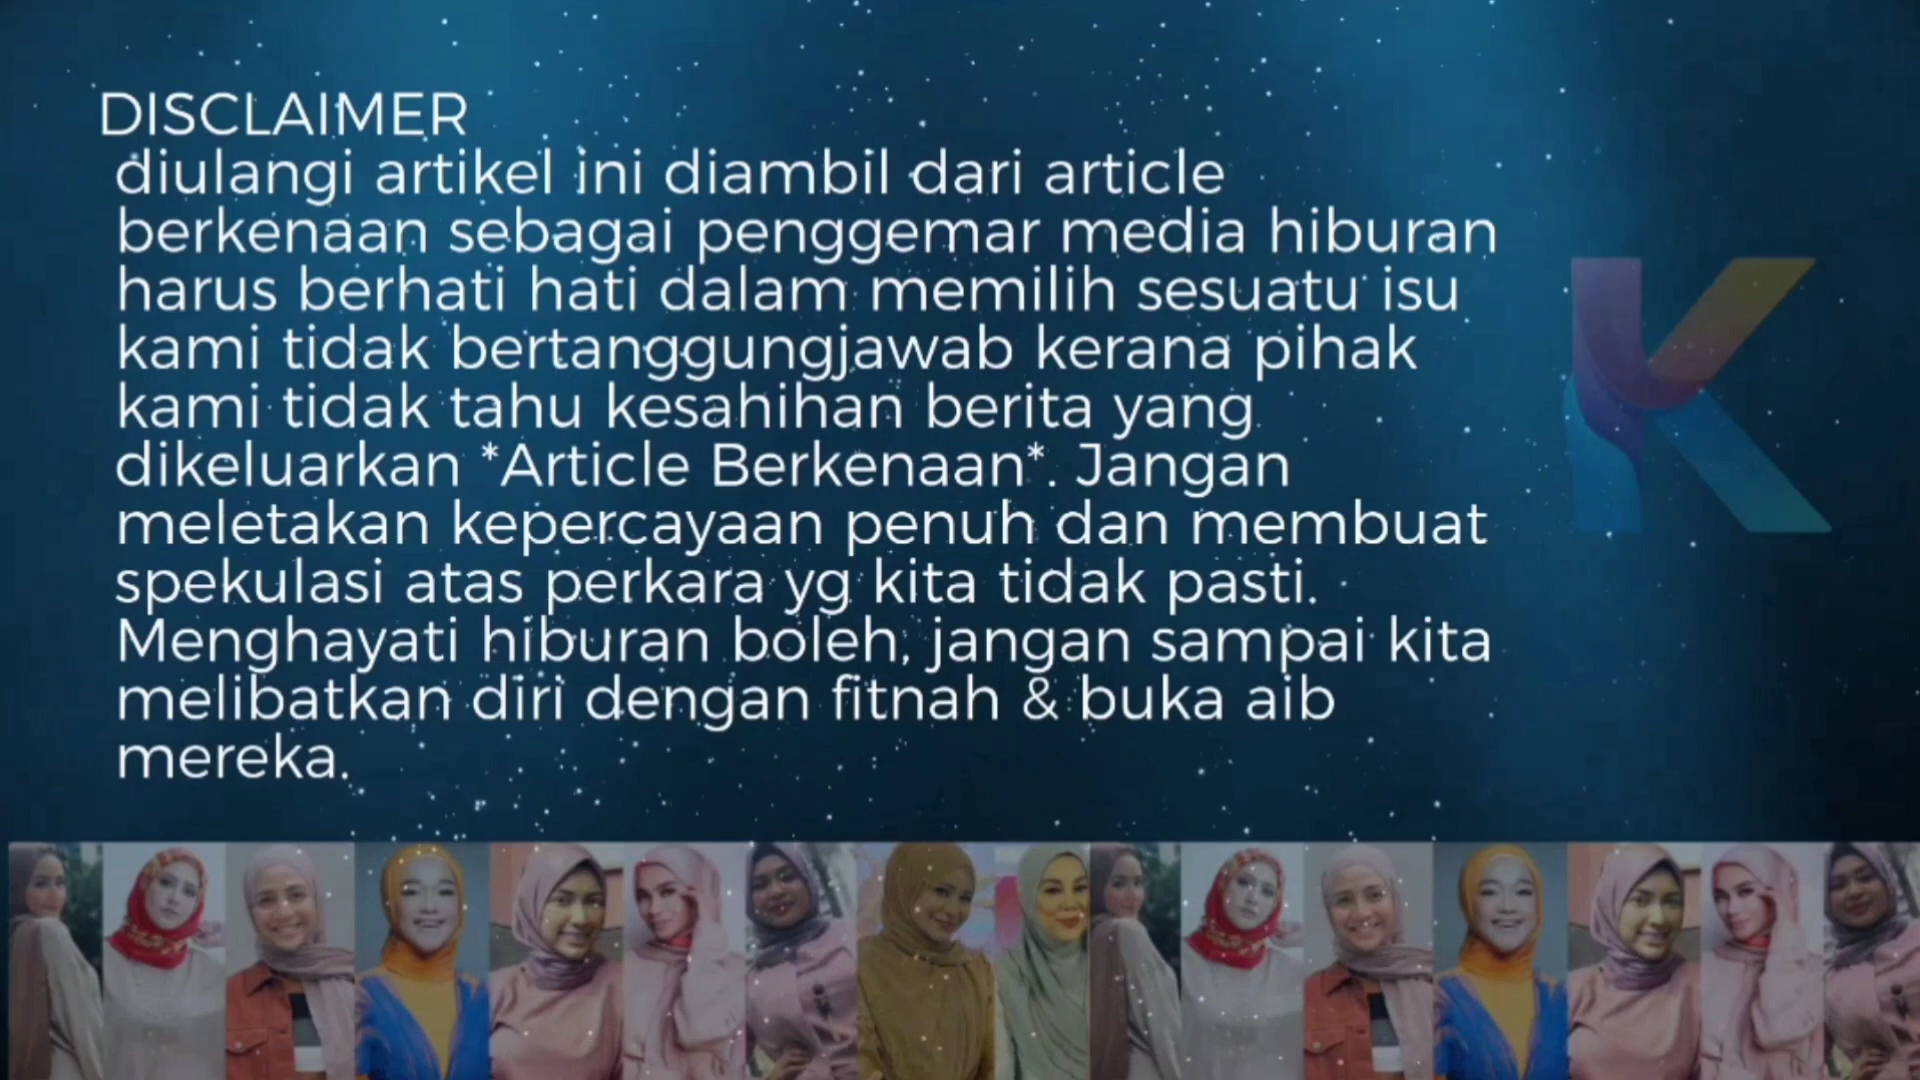 DISCLAIMER
diulangi artikel ini diambil dari article
berkenaan sebagai penggemar media hiburan
harus berhati hati dalam memilih sesuatu isu
kami tidak bertanggungjawab kerana pihak
kami tidak tahu kesahihan berita yang
dikeluarkan *Article Berkenaan*. Jangan
meletakan kepercayaan penuh dan membuat
spekulasi atas perkara yg kita tidak pasti.
Menghayati hiburan boleh, jangan sampai kita
melibatkan diri dengan fitnah & buka aib
mereka.
K